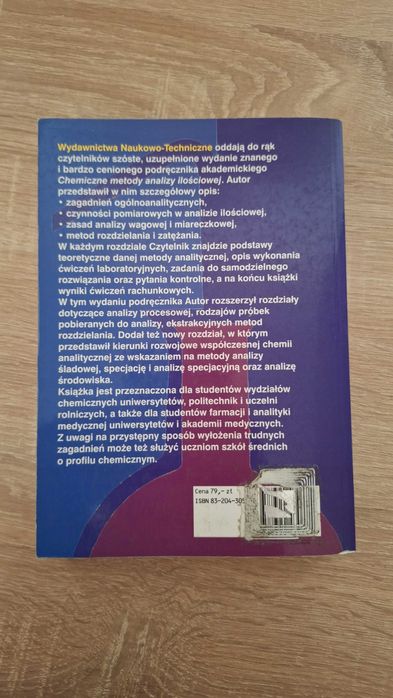 Wydawnictwa Naukowo-Techniczne oddają do rąk
czytelników szóste, uzupełnione wydanie znanego
i bardzo cenionego podręcznika akademickiego
Chemiczne metody analizy ilościowej. Autor
przedstawił w nim szczegółowy opis:
• zagadnień ogólnoanalitycznych,
• czynności pomiarowych w analizie ilościowej,
• zasad analizy wagowej i miareczkowej,
• metod rozdzielania i zatężania.
W każdym rozdziale Czytelnik znajdzie podstawy
teoretyczne danej metody analitycznej, opis wykonania
ćwiczeń laboratoryjnych, zadania do samodzielnego
rozwiązania oraz pytania kontrolne, a na końcu książki
wyniki ćwiczeń rachunkowych.
W tym wydaniu podręcznika Autor rozszerzył rozdziały
dotyczące analizy procesowej, rodzajów próbek
pobieranych do analizy, ekstrakcyjnych metod
rozdzielania. Dodał też nowy rozdział, w którym
przedstawił kierunki rozwojowe współczesnej chemii
analitycznej ze wskazaniem na metody analizy
śladowej, specjację i analizę specjacyjną oraz analizę
środowiska.
Książka jest przeznaczona dla studentów wydziałów
chemicznych uniwersytetów, politechnik i uczelni
rolniczych, a także dla studentów farmacji i analityki
medycznej uniwersytetów i akademii medycznych.
Z uwagi na przystępny sposób wyłożenia trudnych
zagadnień może też służyć uczniom szkół średnich
o profilu chemicznym.
Cena 79,– zł
ISBN 83-204-30